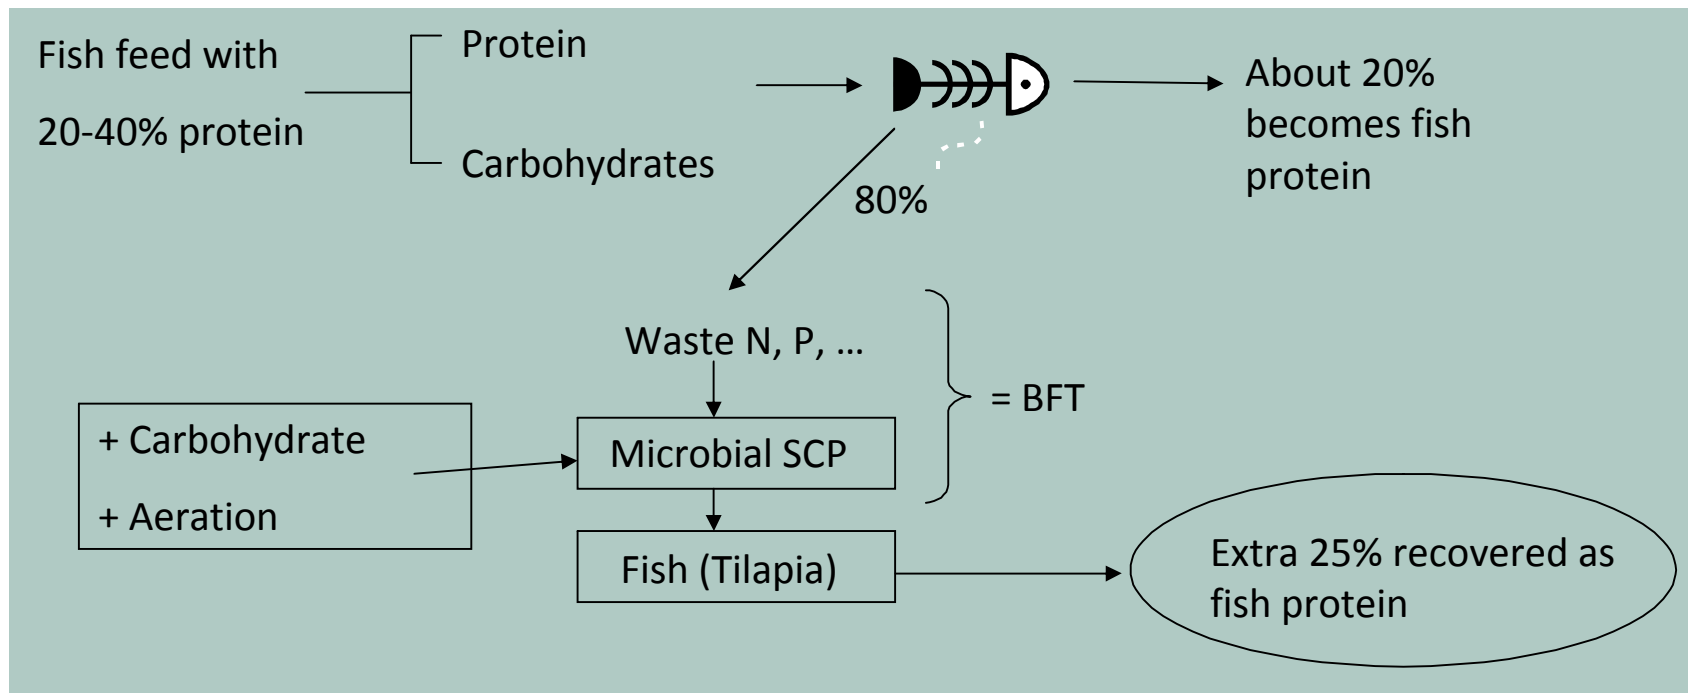 Fish feed with
20-40% protein
Protein
Carbohydrates
About 20%
becomes fish
protein
80%
Waste N, P, ...
= BFT
+ Carbohydrate
+ Aeration
Microbial SCP
Fish (Tilapia)
Extra 25% recovered as
fish protein